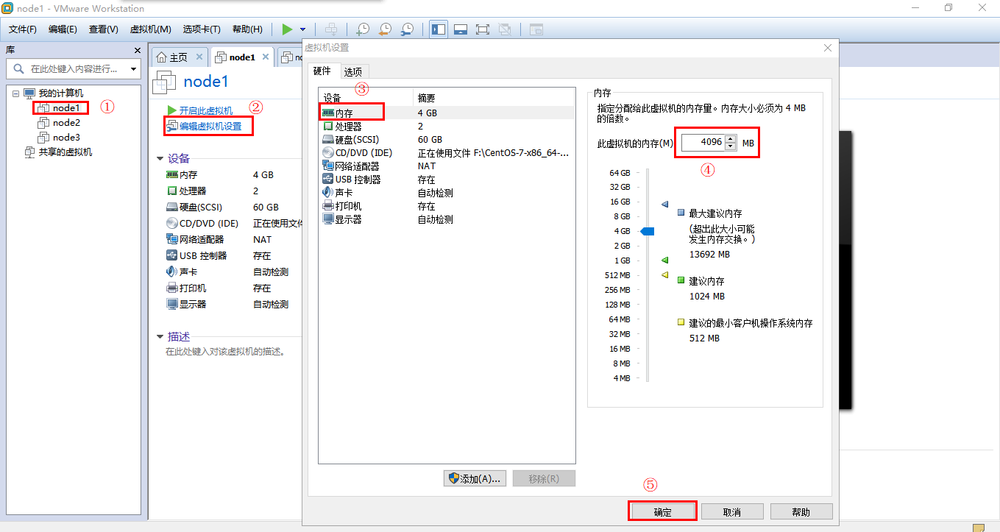 node1 - VMware Workstation
文件(F) 编辑(E) 查看(V) 虚拟机(M) 选项卡(T) 帮助(H)
库
在此处键入内容进行...
我的计算机
node1
①
node2
node3
共享的虚拟机
主页
node1
node1
开启此虚拟机
②
编辑虚拟机设置
设备
内存 4 GB
处理器 2
硬盘(SCSI) 60 GB
CD/DVD (IDE) 正在使用文件
网络适配器 NAT
USB 控制器 存在
声卡 自动检测
打印机 存在
显示器 自动检测
描述
在此处键入对该虚拟机的描述。
虚拟机设置
硬件 选项
③
设备 摘要
内存 4 GB
处理器 2
硬盘(SCSI) 60 GB
CD/DVD (IDE) 正在使用文件 F:\CentOS-7-x86_64-...
网络适配器 NAT
USB 控制器 存在
声卡 自动检测
打印机 存在
显示器 自动检测
添加(A)... 移除(R)
内存
指定分配给此虚拟机的内存量。内存大小必须为 4 MB
的倍数。
此虚拟机的内存(M) 4096 MB
④
64 GB
32 GB
16 GB
8 GB
4 GB
2 GB
1 GB
512 MB
256 MB
128 MB
64 MB
32 MB
16 MB
8 MB
4 MB
最大建议内存
(超出此大小可能
发生内存交换。)
13692 MB
建议内存
1024 MB
建议的最小客户机操作系统内存
512 MB
⑤
确定 取消 帮助